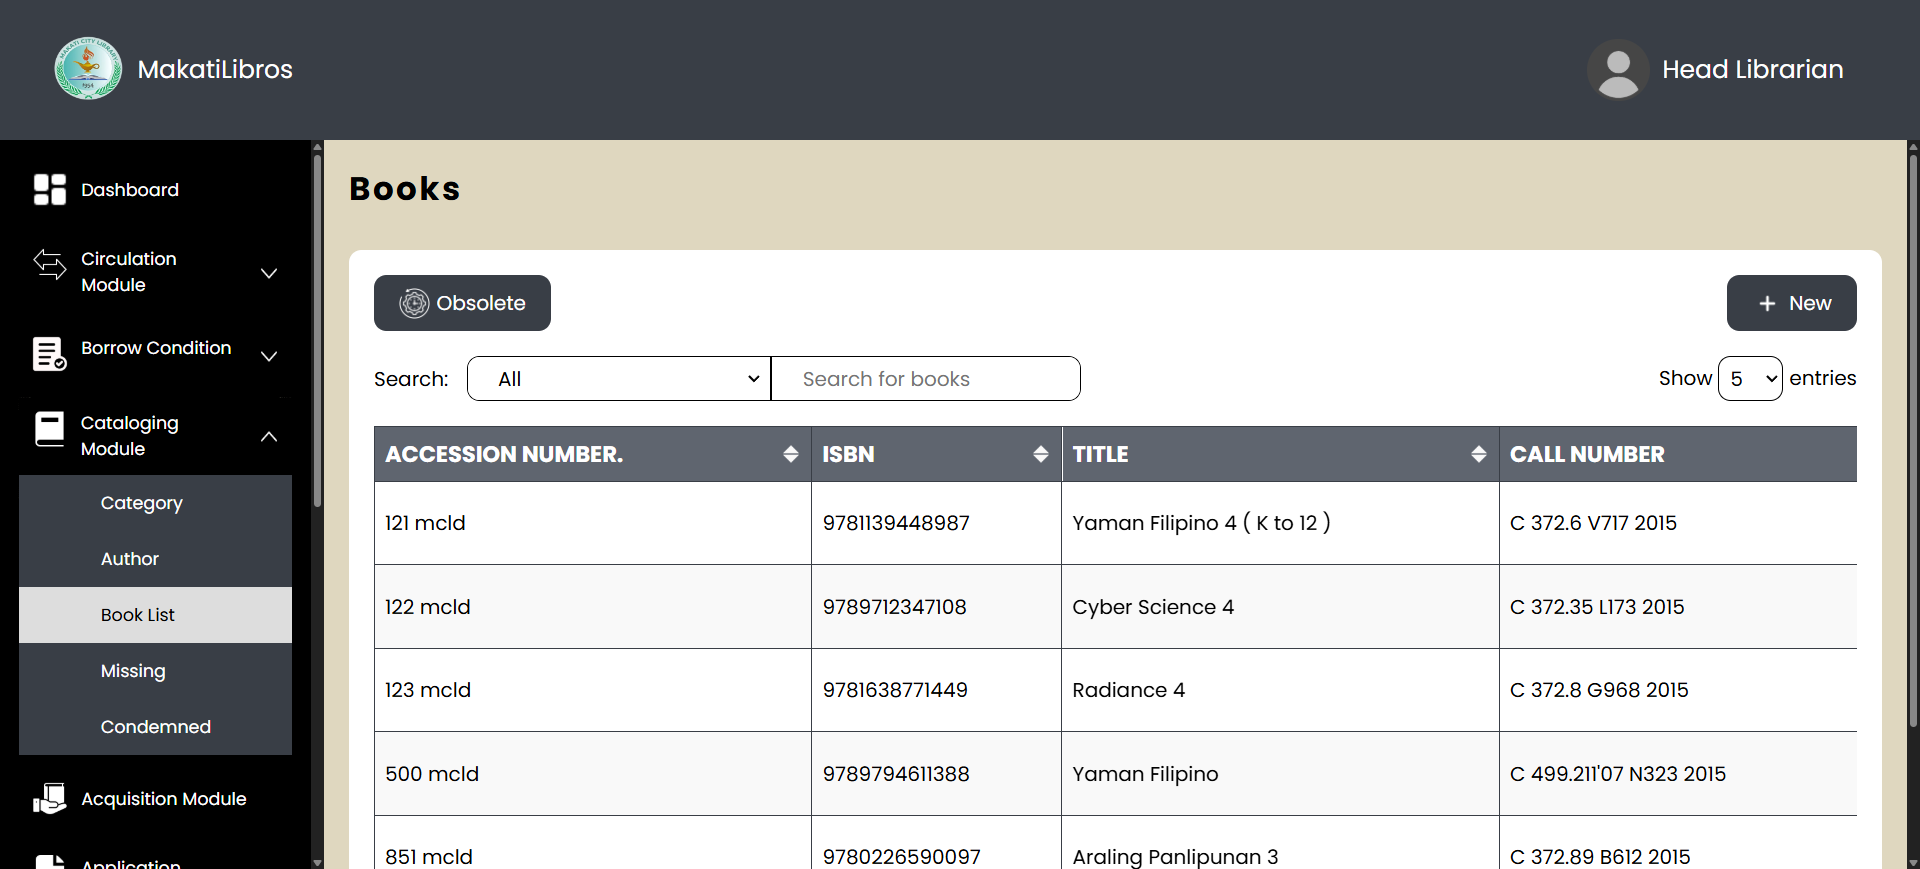 MakatiLibros
Head Librarian
Dashboard
Circulation
Module
Borrow Condition
Cataloging
Module
Category
Author
Book List
Missing
Condemned
Acquisition Module
Application
Books
Obsolete
+ New
Search: All Search for books
Show 5 entries
ACCESSION NUMBER. ISBN TITLE CALL NUMBER
121 mcld 9781139448987 Yaman Filipino 4 ( K to 12 ) C 372.6 V717 2015
122 mcld 9789712347108 Cyber Science 4 C 372.35 L173 2015
123 mcld 9781638771449 Radiance 4 C 372.8 G968 2015
500 mcld 9789794611388 Yaman Filipino C 499.211'07 N323 2015
851 mcld 9780226590097 Araling Panlipunan 3 C 372.89 B612 2015